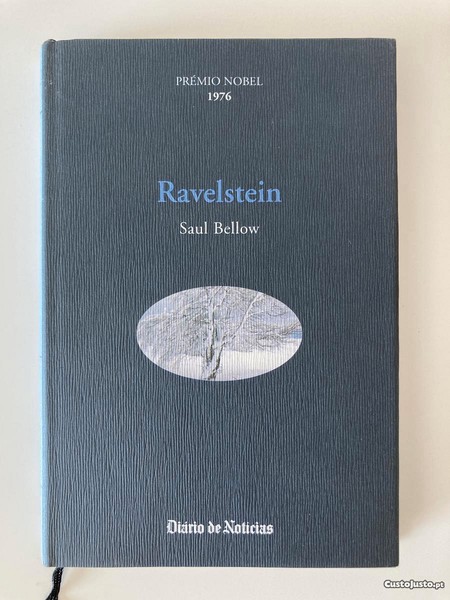 PRÉMIO NOBEL
1976
Ravelstein
Saul Bellow
Diário de Notícias
CustoJusto.pt